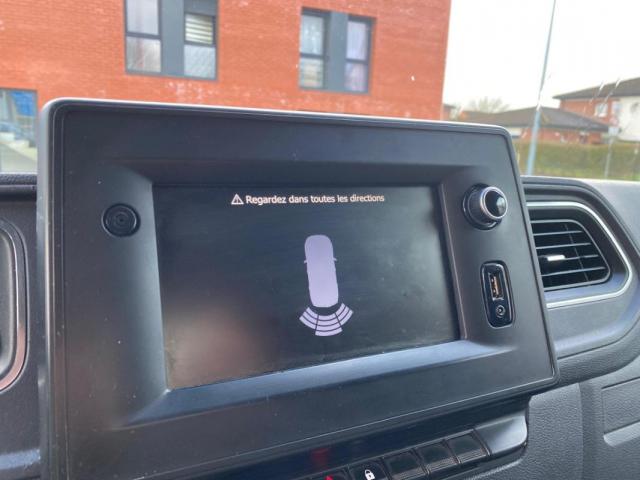 ⚠ Regardez dans toutes les directions